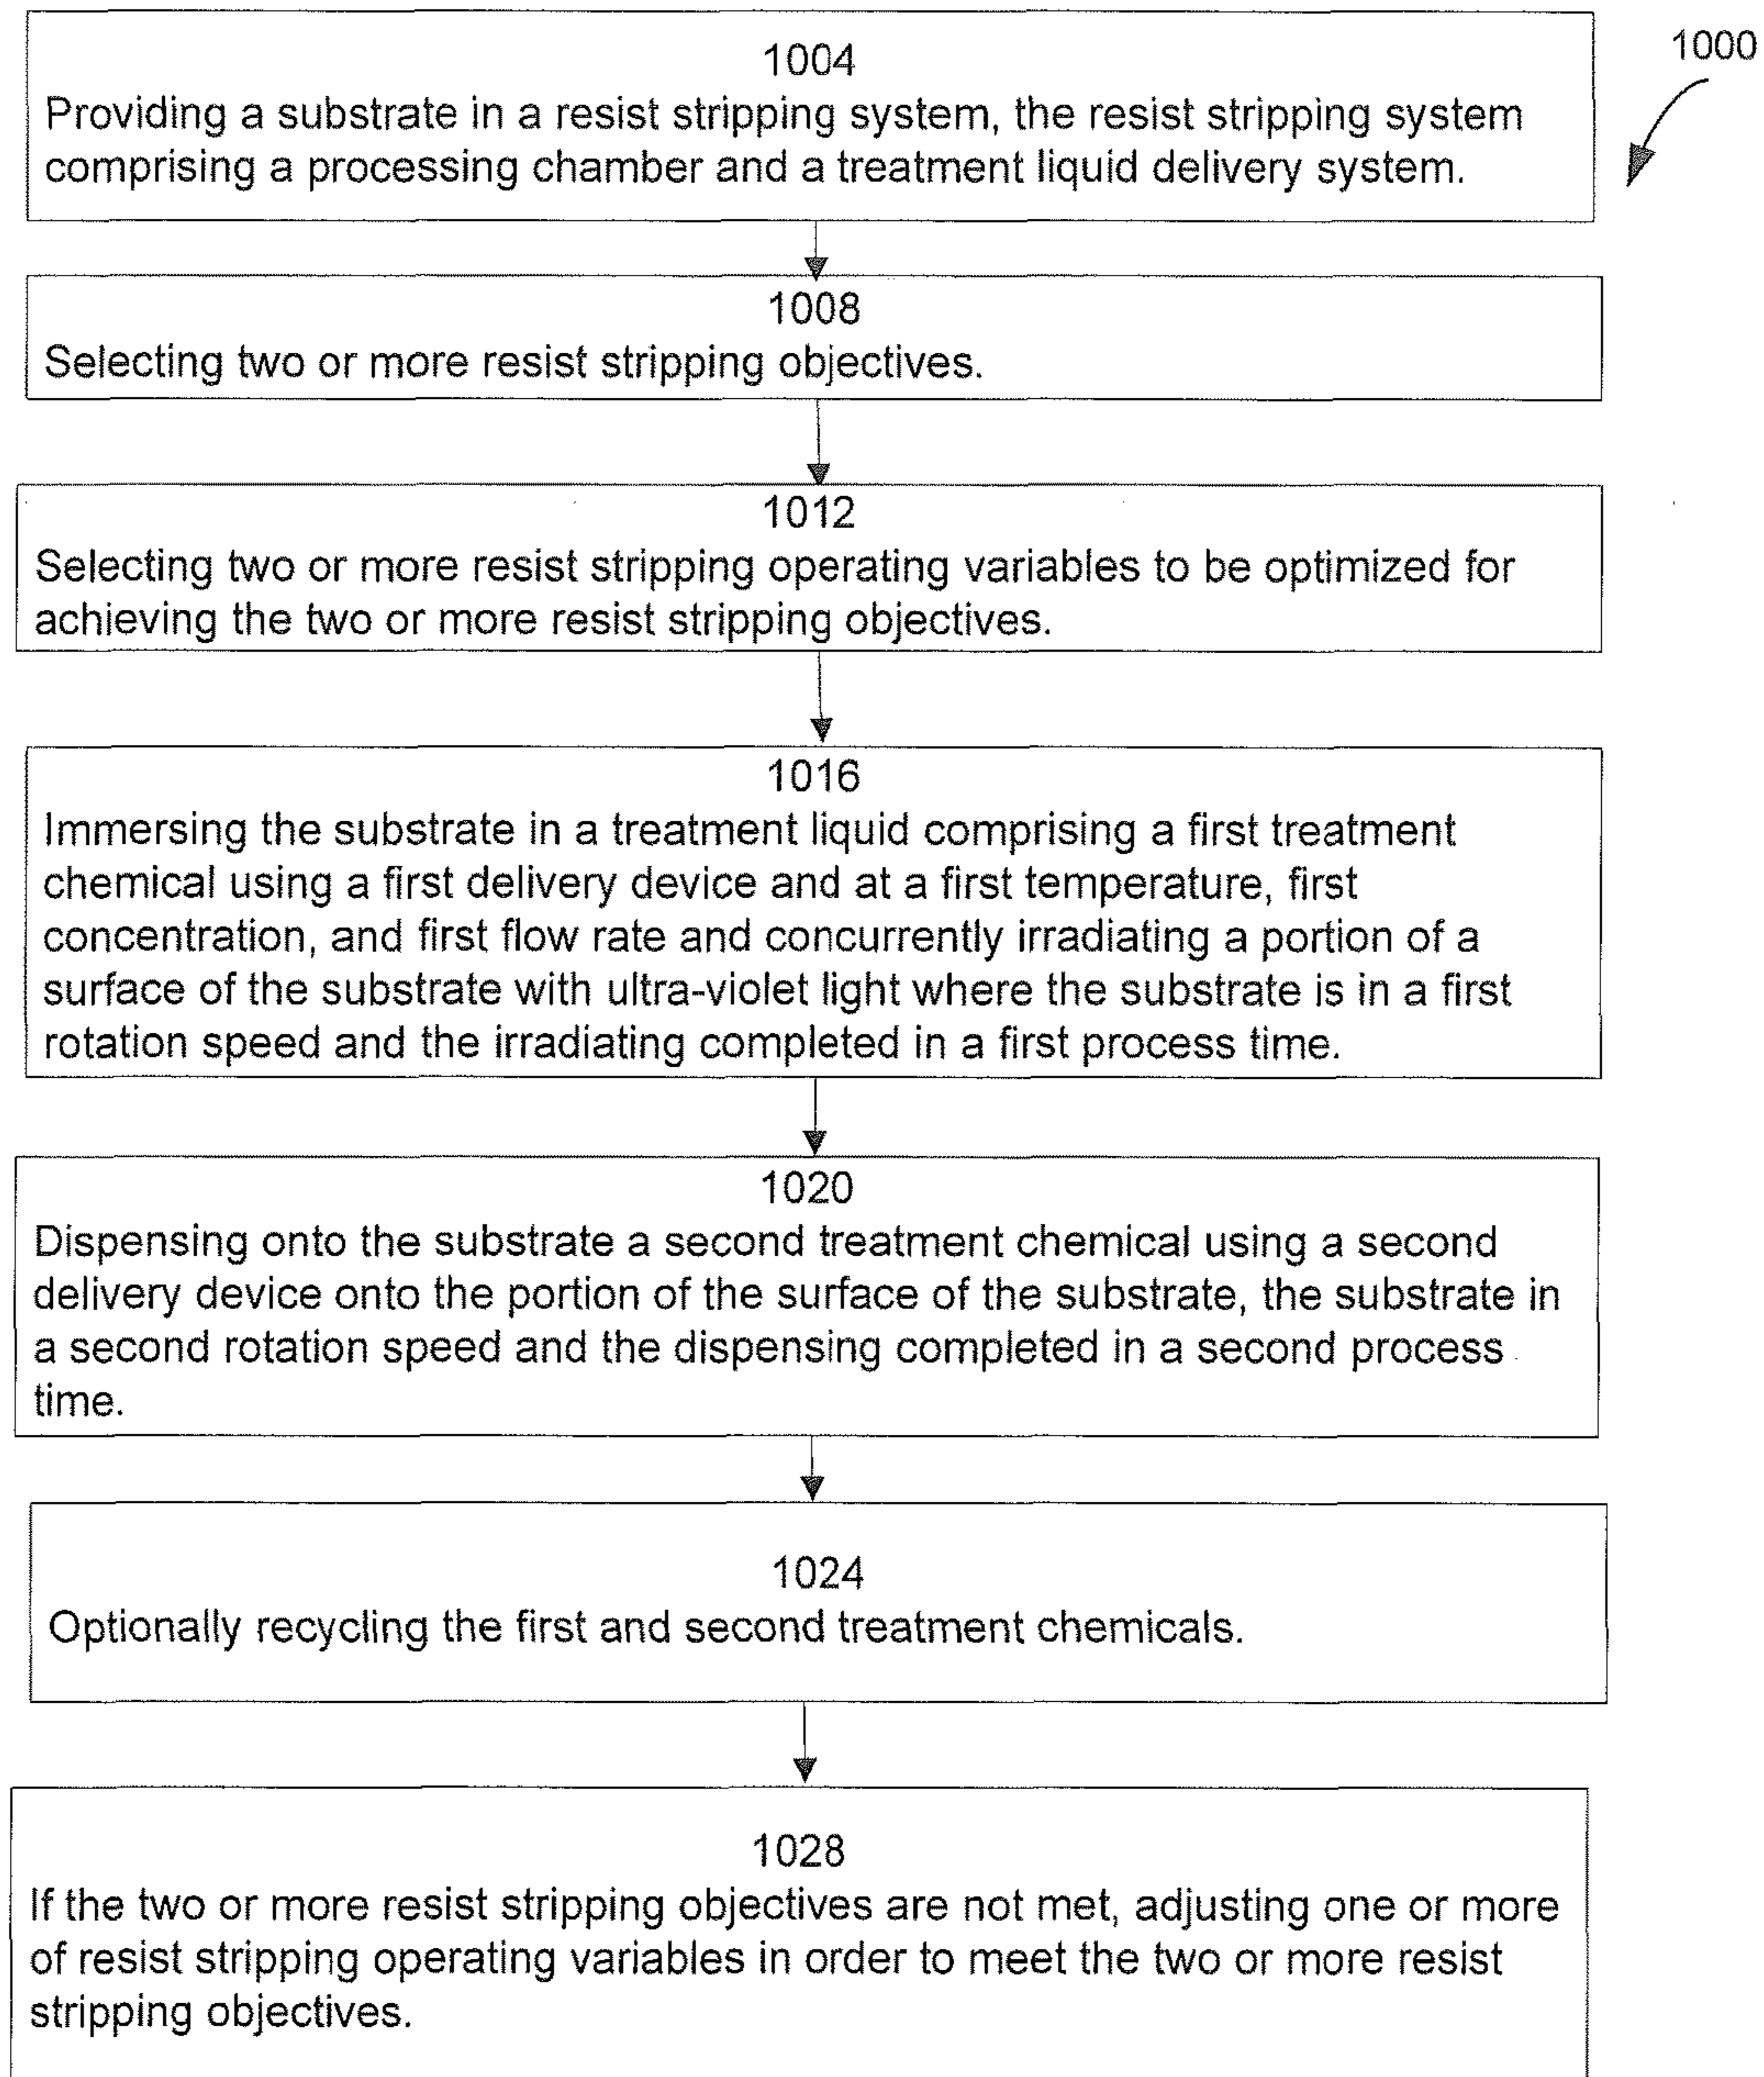 1000
1004
Providing a substrate in a resist stripping system, the resist stripping system
comprising a processing chamber and a treatment liquid delivery system.
1008
Selecting two or more resist stripping objectives.
1012
Selecting two or more resist stripping operating variables to be optimized for
achieving the two or more resist stripping objectives.
1016
Immersing the substrate in a treatment liquid comprising a first treatment
chemical using a first delivery device and at a first temperature, first
concentration, and first flow rate and concurrently irradiating a portion of a
surface of the substrate with ultra-violet light where the substrate is in a first
rotation speed and the irradiating completed in a first process time.
1020
Dispensing onto the substrate a second treatment chemical using a second
delivery device onto the portion of the surface of the substrate, the substrate in
a second rotation speed and the dispensing completed in a second process
time.
1024
Optionally recycling the first and second treatment chemicals.
1028
If the two or more resist stripping objectives are not met, adjusting one or more
of resist stripping operating variables in order to meet the two or more resist
stripping objectives.